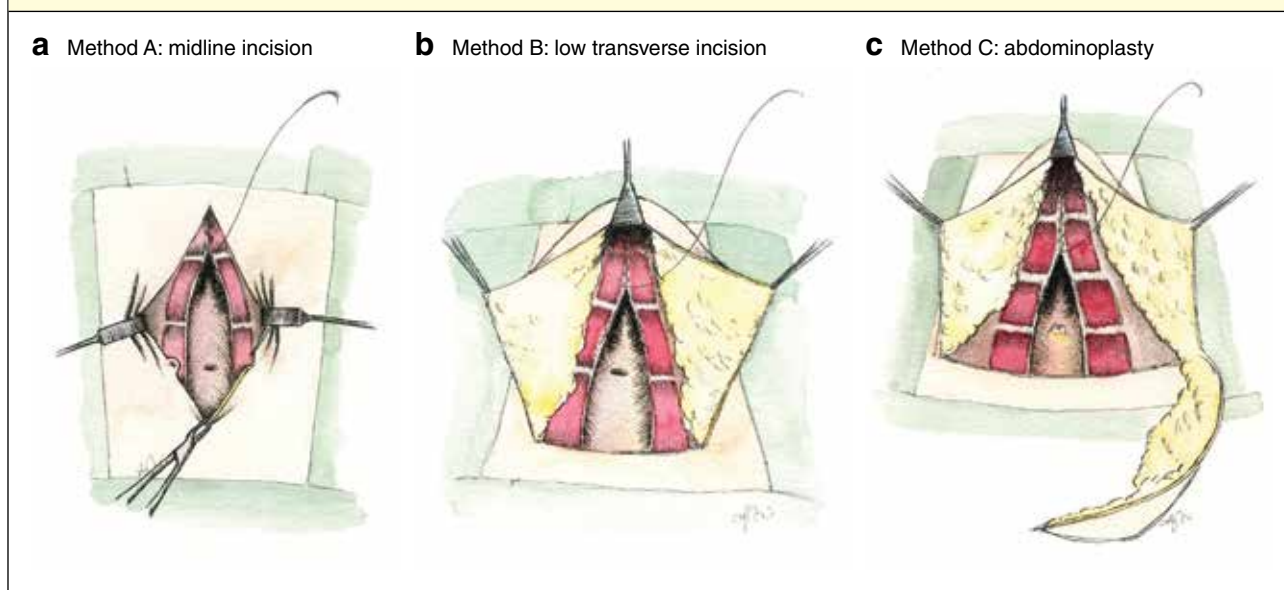 a Method A: midline incision
b Method B: low transverse incision
c Method C: abdominoplasty